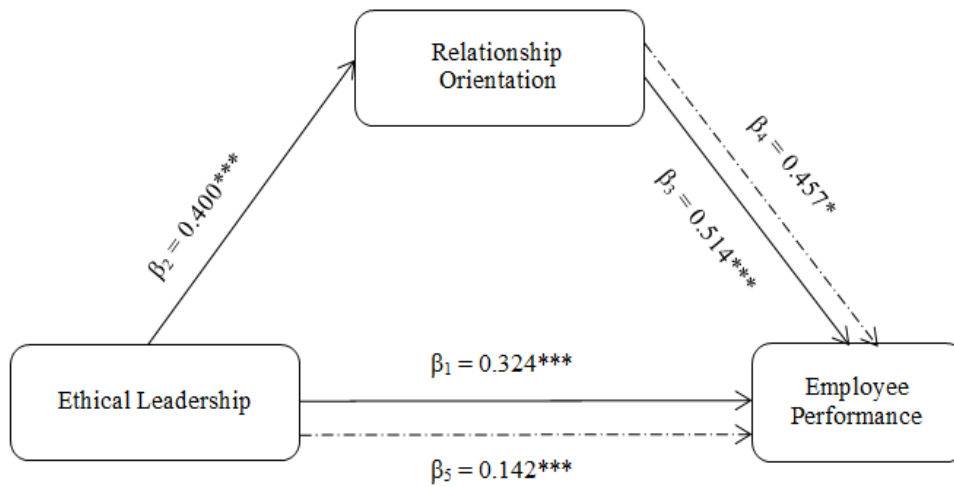 Relationship
Orientation
β₂ = 0.400***
β₄ = 0.457*
β₃ = 0.514***
β₁ = 0.324***
Ethical Leadership
Employee
Performance
β₅ = 0.142***